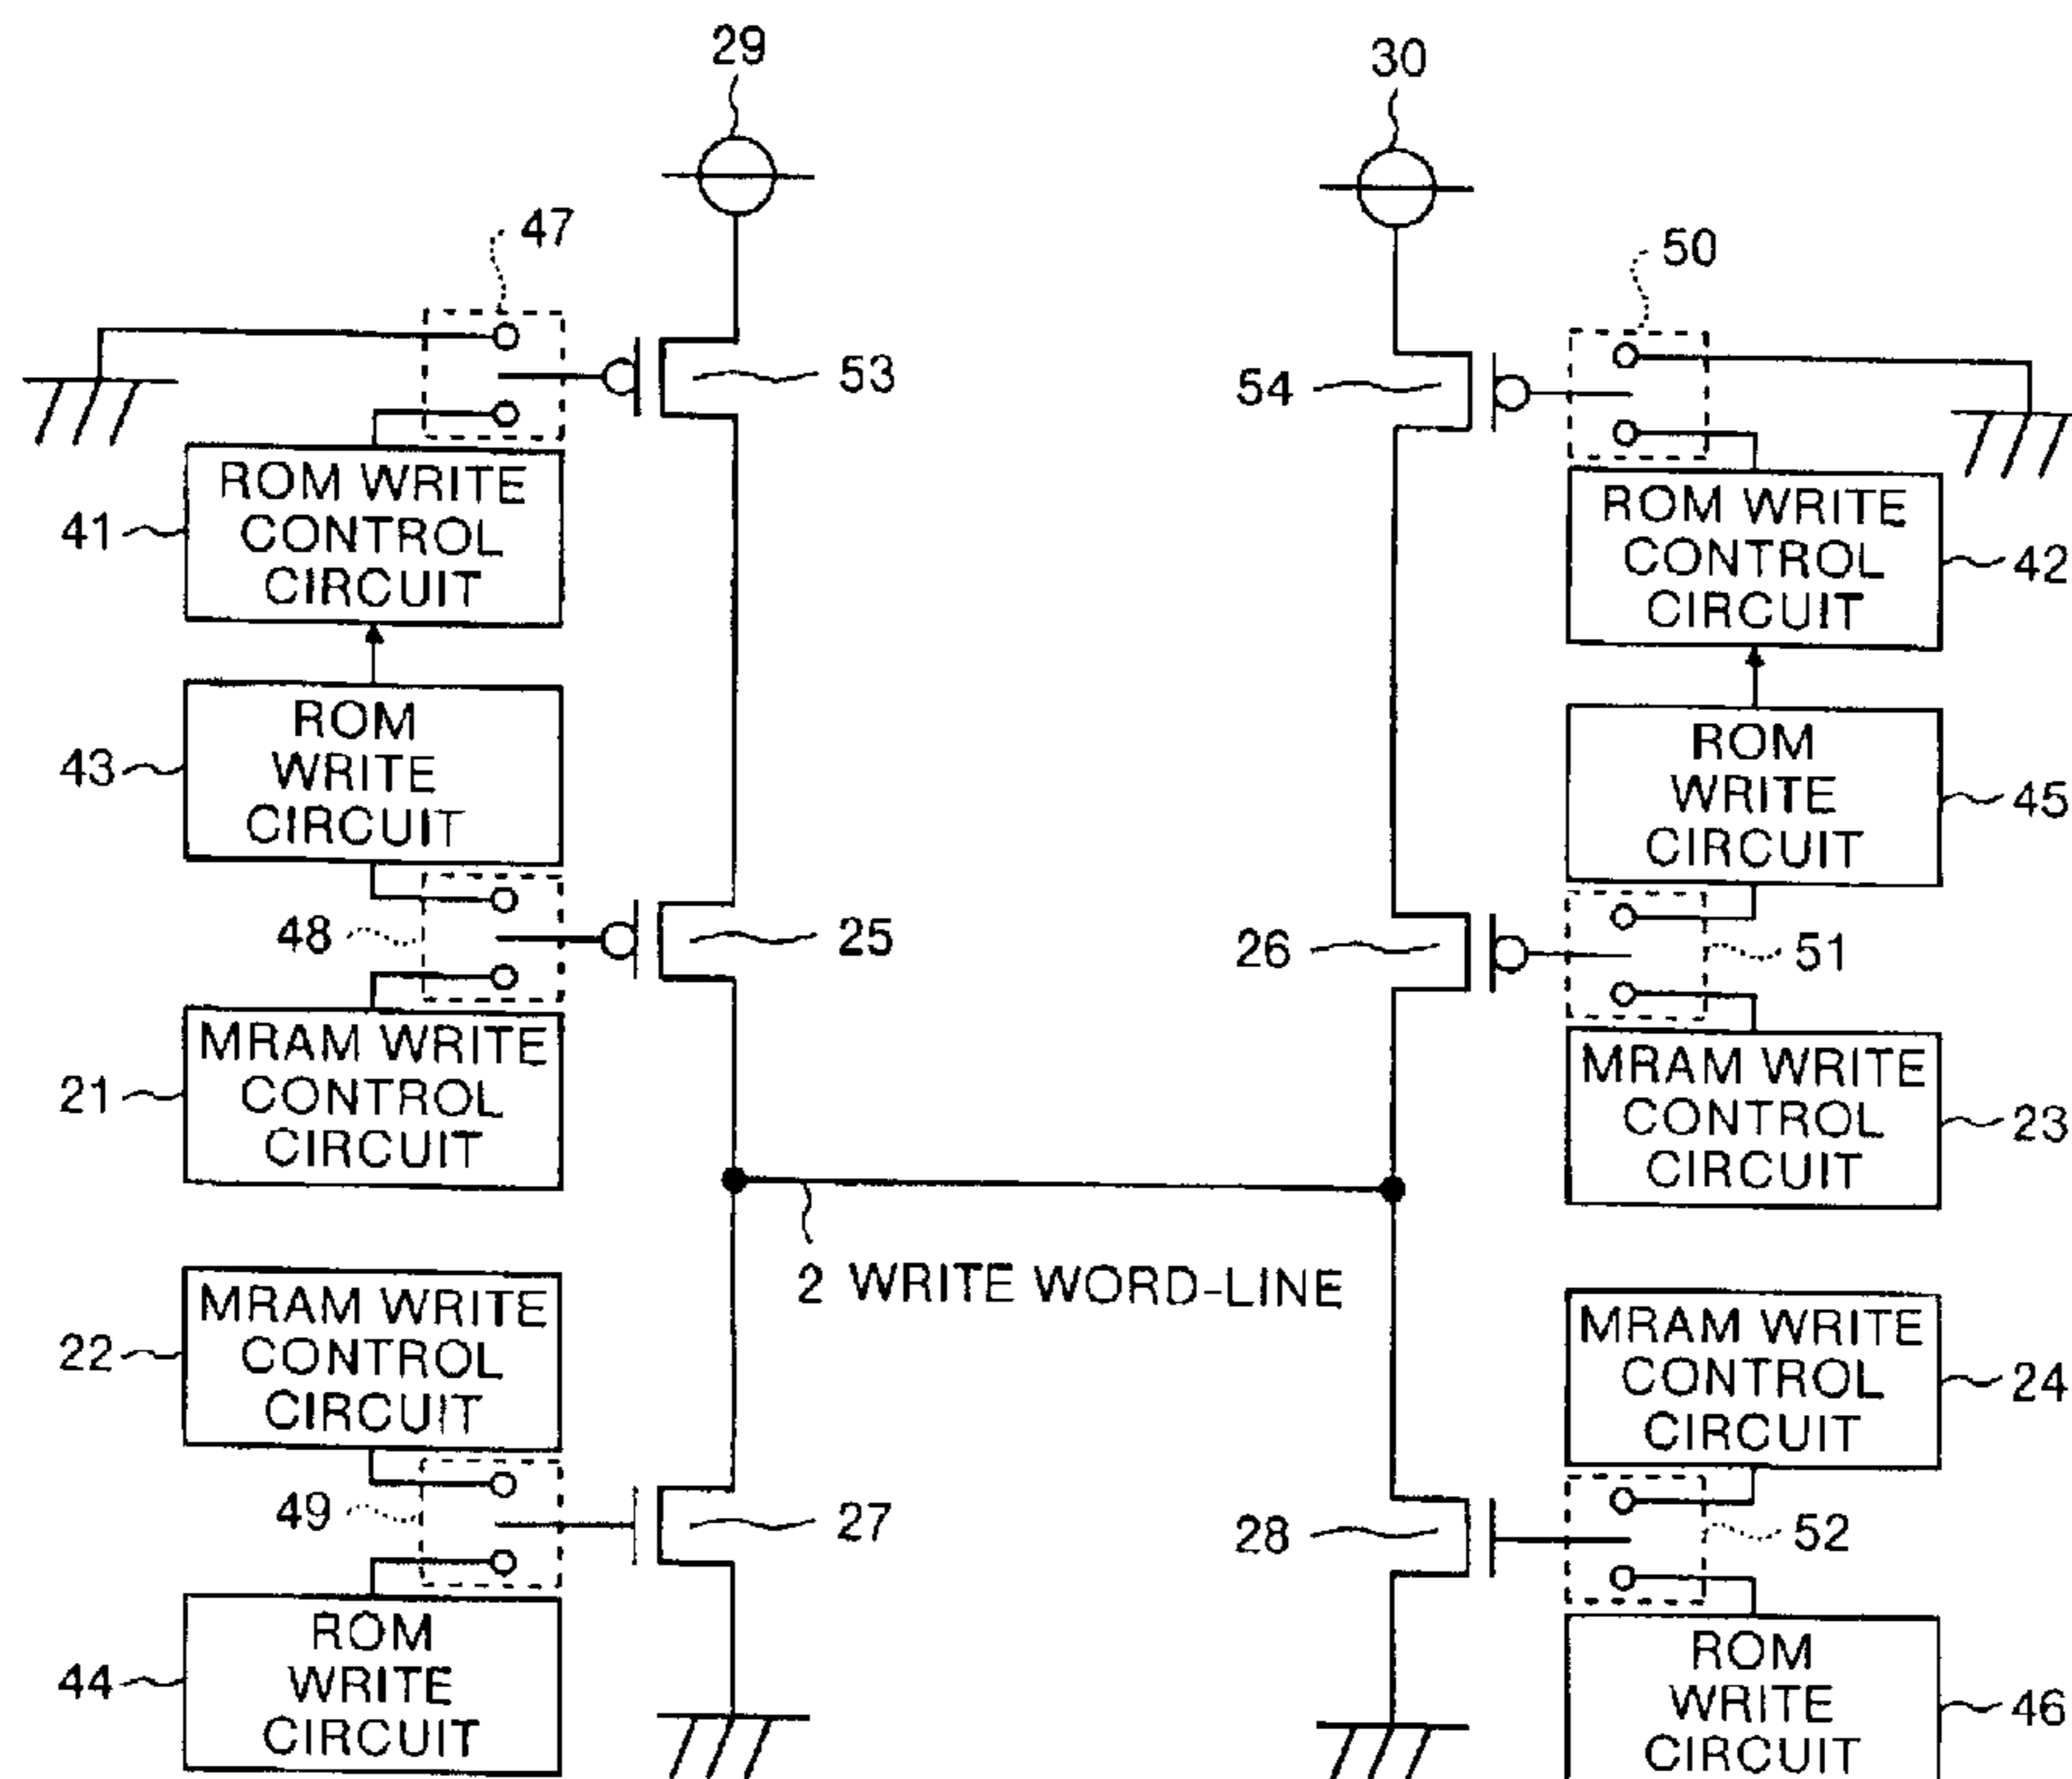 29
30
47
50
53
54
ROM WRITE
CONTROL
CIRCUIT
41
ROM WRITE
CONTROL
CIRCUIT
42
ROM
WRITE
CIRCUIT
43
ROM
WRITE
CIRCUIT
45
48
25
26
51
MRAM WRITE
CONTROL
CIRCUIT
21
MRAM WRITE
CONTROL
CIRCUIT
23
2 WRITE WORD-LINE
MRAM WRITE
CONTROL
CIRCUIT
22
MRAM WRITE
CONTROL
CIRCUIT
24
49
27
28
52
ROM
WRITE
CIRCUIT
44
ROM
WRITE
CIRCUIT
46